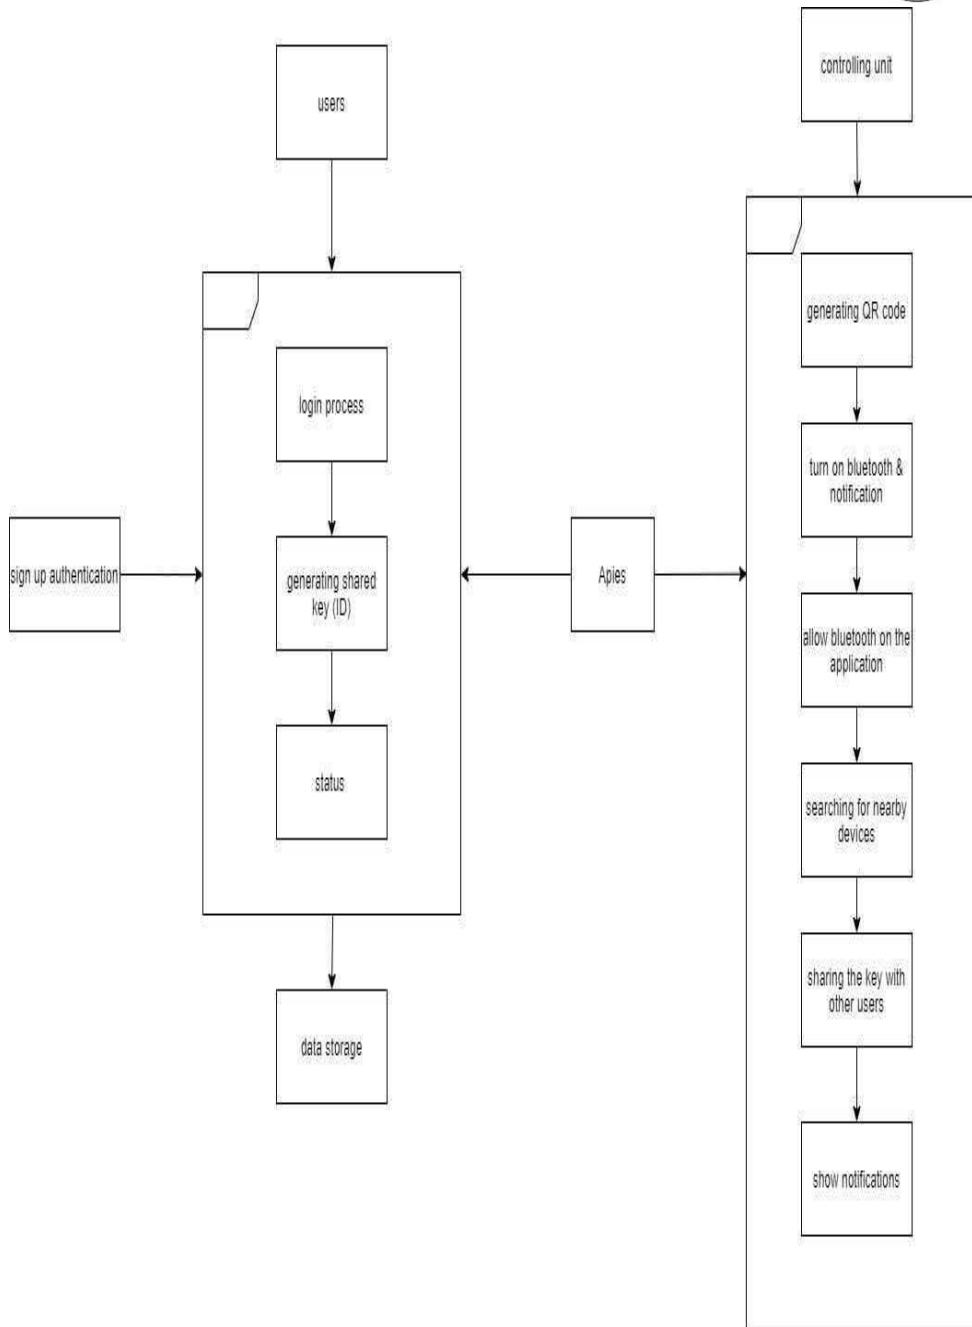 users
login process
sign up authentication
generating shared
key (ID)
status
data storage
Apies
controlling unit
generating QR code
turn on bluetooth &
notification
allow bluetooth on the
application
searching for nearby
devices
sharing the key with
other users
show notifications